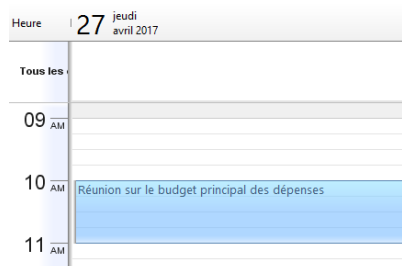 Heure
27 jeudi
avril 2017
Tous les
09 AM
10 AM
Réunion sur le budget principal des dépenses
11 AM